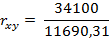 r_xy = 34100 / 11690,31